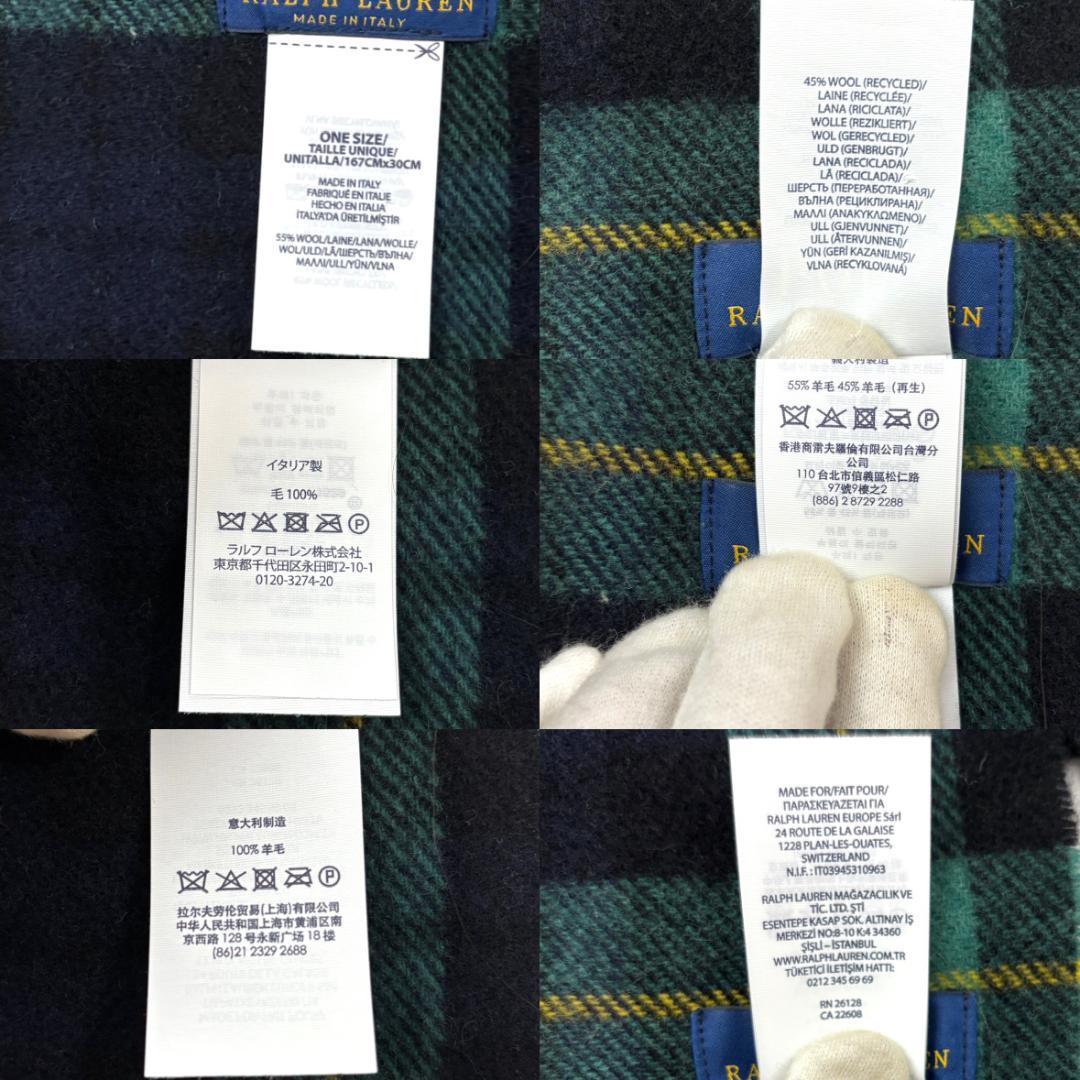 RALPH LAUREN
MADE IN ITALY
ONE SIZE/
TAILLE UNIQUE/
UNITALLA/167CMx30CM
MADE IN ITALY
FABRIQUÉ EN ITALIE
HECHO EN ITALIA
İTALYA'DA ÜRETİLMİŞTİR
55% WOOL/LAINE/LANA/WOLLE/
WOL/ULD/LÃ/ШЕРСТЬ/ВЪЛНА/
ΜΑΛΛΙ/ULL/YÜN/VLNA
45% WOOL (RECYCLED)/
LAINE (RECYCLÉE)/
LANA (RICICLATA)/
WOLLE (REZIKLIERT)/
WOL (GERECYCLED)/
ULD (GENBRUGT)/
LANA (RECICLADA)/
LÃ (RECICLADA)/
ШЕРСТЬ (ПЕРЕРАБОТАННАЯ)/
ВЪЛНА (РЕЦИКЛИРАНА)/
ΜΑΛΛΙ (ΑΝΑΚΥΚΛΩΜΕΝΟ)/
ULL (GJENVUNNET)/
ULL (ÅTERVUNNEN)/
YÜN (GERİ KAZANILMIŞ)/
VLNA (RECYKLOVANÁ)
RA EN
イタリア製
毛 100%
ラルフ ローレン株式会社
東京都千代田区永田町2-10-1
0120-3274-20
義大利製造
55% 羊毛 45% 羊毛（再生）
香港商雷夫羅倫有限公司台灣分
公司
110 台北市信義區松仁路
97號9樓之2
(886) 2 8729 2288
R N
意大利制造
100% 羊毛
拉尔夫劳伦贸易(上海)有限公司
中华人民共和国上海市黄浦区南
京西路 128 号永新广场 18 楼
(86)21 2329 2688
MADE FOR/FAIT POUR/
ΠΑΡΑΣΚΕΥΑΖΕΤΑΙ ΓΙΑ
RALPH LAUREN EUROPE Sárl
24 ROUTE DE LA GALAISE
1228 PLAN-LES-OUATES,
SWITZERLAND
N.I.F. : IT03945310963
RALPH LAUREN MAĞAZACILIK VE
TİC. LTD. ŞTİ
ESENTEPE KASAP SOK. ALTINAY İŞ
MERKEZİ NO:8-10 K:4 34360
ŞİŞLİ – İSTANBUL
WWW.RALPHLAUREN.COM.TR
TÜKETİCİ İLETİŞİM HATTI:
0212 345 69 69
RN 26128
CA 22608
RA EN